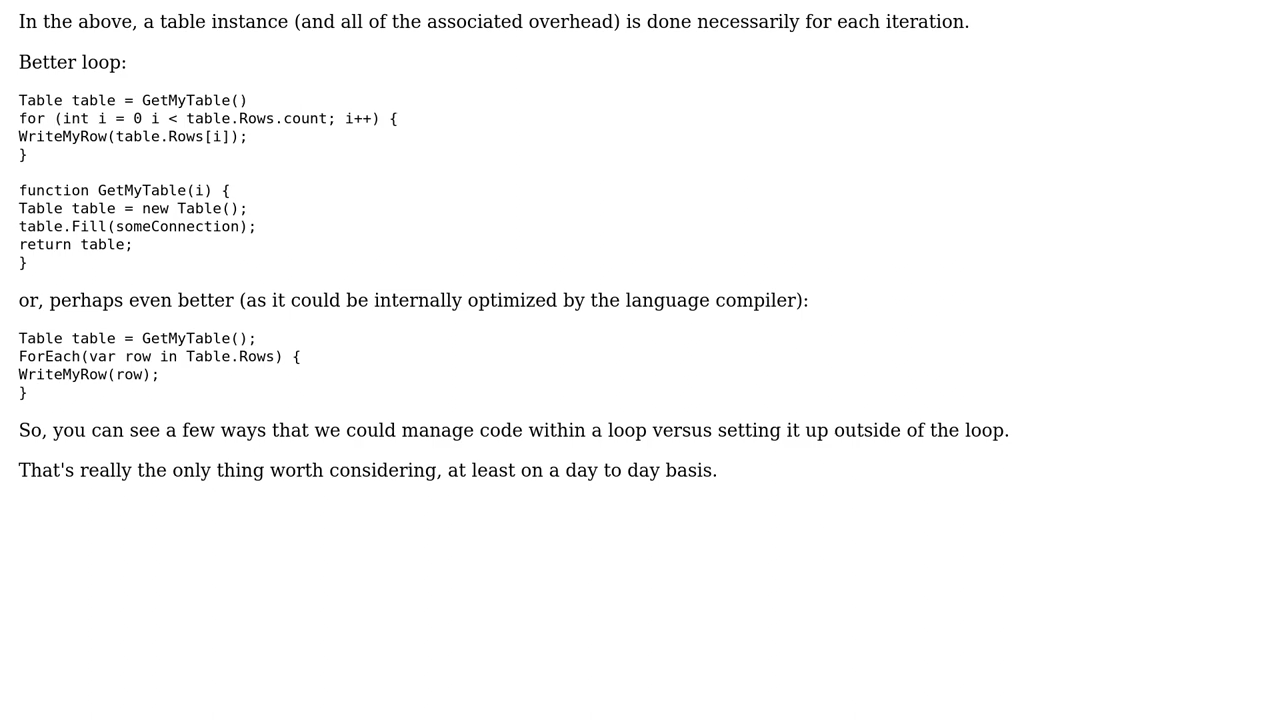 In the above, a table instance (and all of the associated overhead) is done necessarily for each iteration.
Better loop:
Table table = GetMyTable()
for (int i = 0 i < table.Rows.count; i++) {
WriteMyRow(table.Rows[i]);
}
function GetMyTable(i) {
Table table = new Table();
table.Fill(someConnection);
return table;
}
or, perhaps even better (as it could be internally optimized by the language compiler):
Table table = GetMyTable();
ForEach(var row in Table.Rows) {
WriteMyRow(row);
}
So, you can see a few ways that we could manage code within a loop versus setting it up outside of the loop.
That's really the only thing worth considering, at least on a day to day basis.